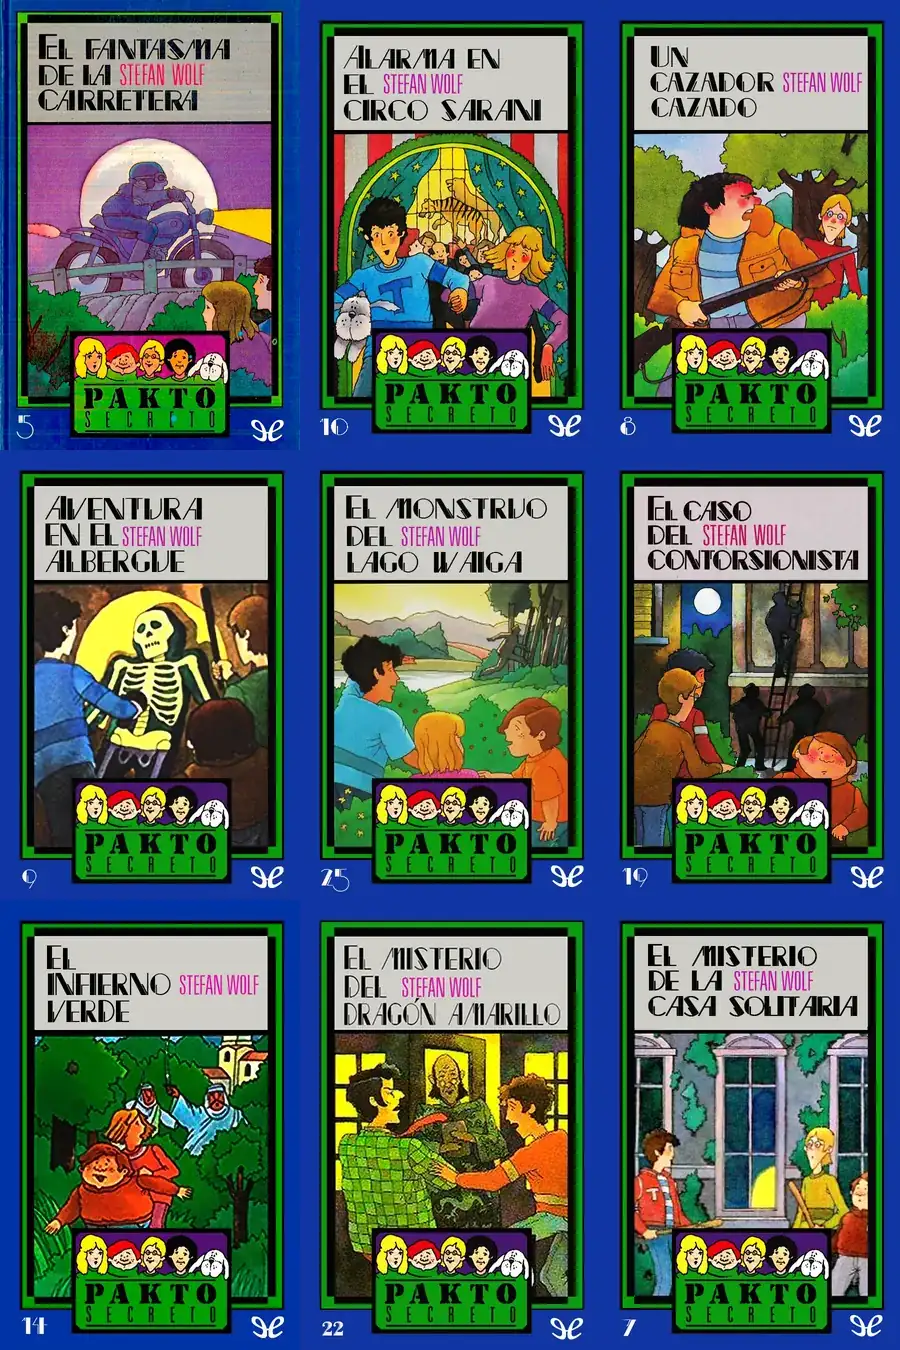 EL FANTASMA
DE LA STEFAN WOLF
CARRETERA
PAKTO
SECRETO
5
ALARMA EN
EL STEFAN WOLF
CIRCO SARANI
T
PAKTO
SECRETO
10
UN
CAZADOR STEFAN WOLF
CAZADO
PAKTO
SECRETO
8
AVENTURA
EN EL STEFAN WOLF
ALBERGUE
PAKTO
SECRETO
9
EL MONSTRUO
DEL STEFAN WOLF
LAGO WAIGA
PAKTO
SECRETO
25
EL CASO
DEL STEFAN WOLF
CONTORSIONISTA
PAKTO
SECRETO
19
EL
INFIERNO STEFAN WOLF
VERDE
PAKTO
SECRETO
14
EL MISTERIO
DEL STEFAN WOLF
DRAGÓN AMARILLO
PAKTO
SECRETO
22
EL MISTERIO
DE LA STEFAN WOLF
CASA SOLITARIA
T
PAKTO
SECRETO
7